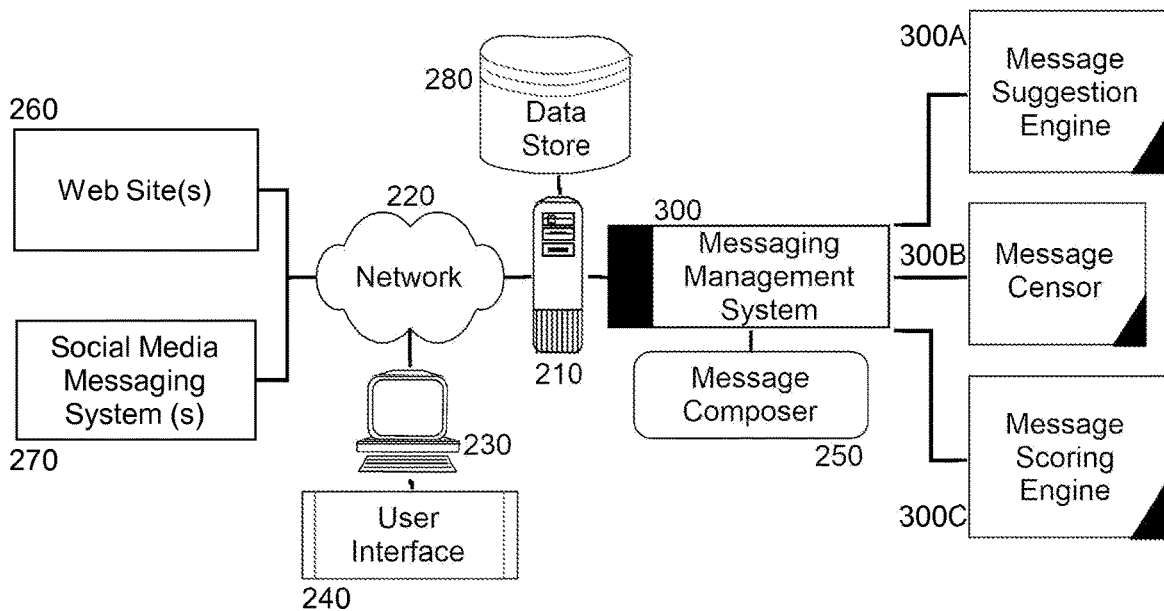 260
Web Site(s)
Social Media
Messaging
System (s)
270
220
Network
230
User
Interface
240
280
Data
Store
210
300
Messaging
Management
System
Message
Composer
250
300A
Message
Suggestion
Engine
300B
Message
Censor
Message
Scoring
Engine
300C